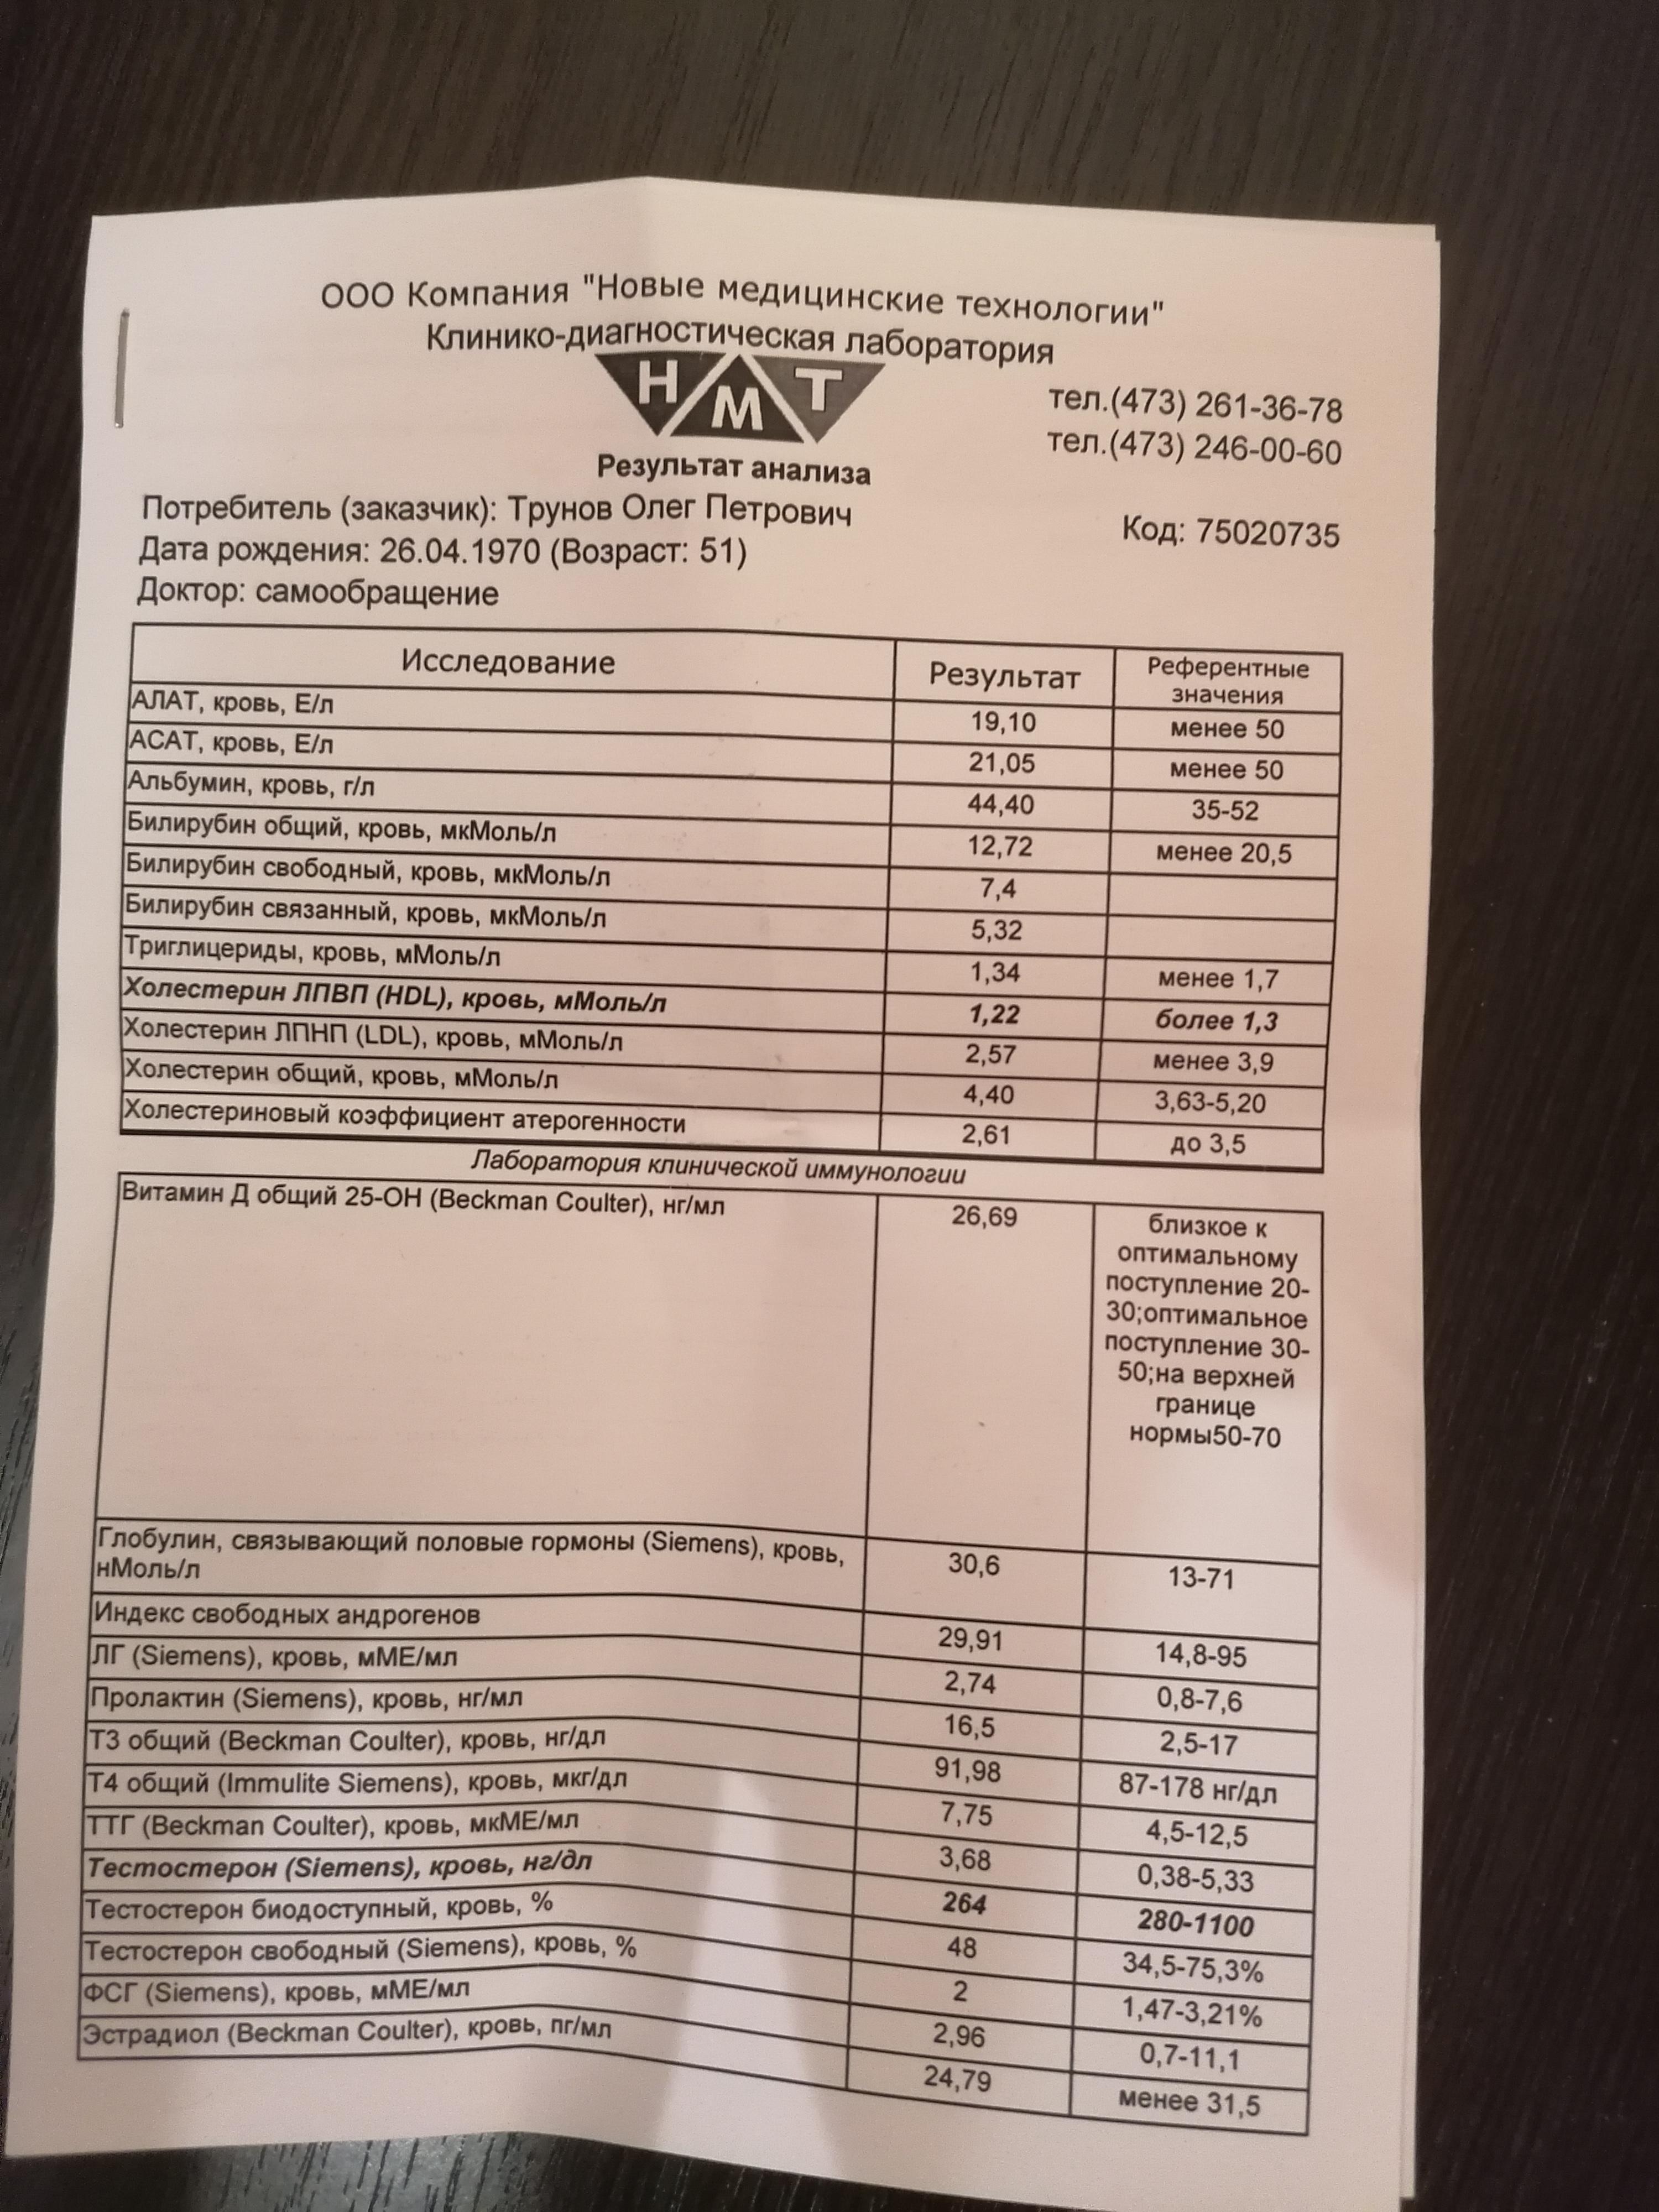 ООО Компания "Новые медицинские технологии"
Клинико-диагностическая лаборатория
Н М Т
тел.(473) 261-36-78
тел.(473) 246-00-60
Результат анализа
Потребитель (заказчик): Трунов Олег Петрович
Код: 75020735
Дата рождения: 26.04.1970 (Возраст: 51)
Доктор: самообращение
Исследование Результат Референтные
значения
АЛАТ, кровь, Е/л 19,10 менее 50
АСАТ, кровь, Е/л 21,05 менее 50
Альбумин, кровь, г/л 44,40 35-52
Билирубин общий, кровь, мкМоль/л 12,72 менее 20,5
Билирубин свободный, кровь, мкМоль/л 7,4
Билирубин связанный, кровь, мкМоль/л 5,32
Триглицериды, кровь, мМоль/л 1,34 менее 1,7
Холестерин ЛПВП (HDL), кровь, мМоль/л 1,22 более 1,3
Холестерин ЛПНП (LDL), кровь, мМоль/л 2,57 менее 3,9
Холестерин общий, кровь, мМоль/л 4,40 3,63-5,20
Холестериновый коэффициент атерогенности 2,61 до 3,5
Лаборатория клинической иммунологии
Витамин Д общий 25-ОН (Beckman Coulter), нг/мл 26,69 близкое к
оптимальному
поступление 20-
30;оптимальное
поступление 30-
50;на верхней
границе
нормы50-70
Глобулин, связывающий половые гормоны (Siemens), кровь,
нМоль/л 30,6 13-71
Индекс свободных андрогенов 29,91 14,8-95
ЛГ (Siemens), кровь, мМЕ/мл 2,74 0,8-7,6
Пролактин (Siemens), кровь, нг/мл 16,5 2,5-17
Т3 общий (Beckman Coulter), кровь, нг/дл 91,98 87-178 нг/дл
Т4 общий (Immulite Siemens), кровь, мкг/дл 7,75 4,5-12,5
ТТГ (Beckman Coulter), кровь, мкМЕ/мл 3,68 0,38-5,33
Тестостерон (Siemens), кровь, нг/дл 264 280-1100
Тестостерон биодоступный, кровь, % 48 34,5-75,3%
Тестостерон свободный (Siemens), кровь, % 2 1,47-3,21%
ФСГ (Siemens), кровь, мМЕ/мл 2,96 0,7-11,1
Эстрадиол (Beckman Coulter), кровь, пг/мл 24,79 менее 31,5